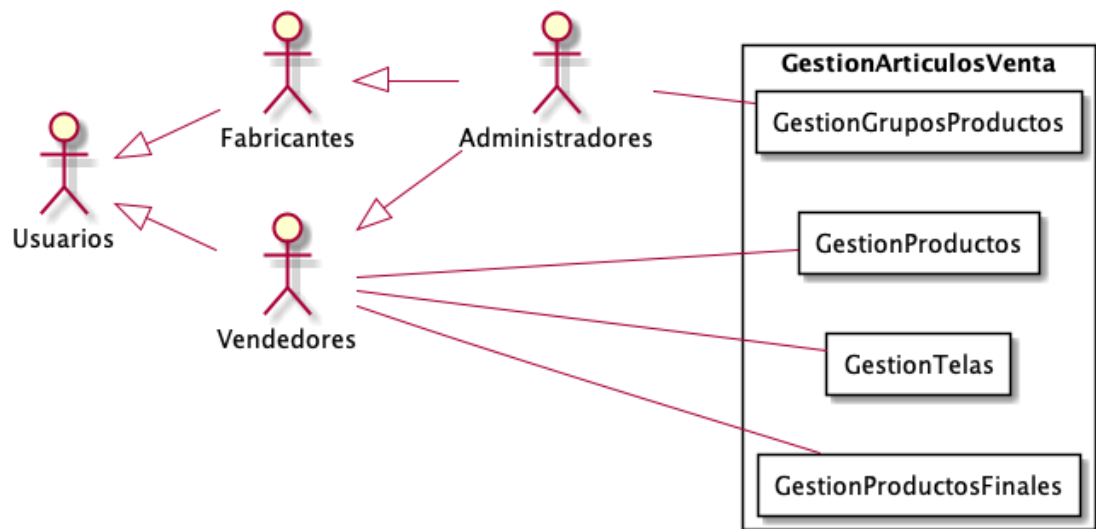 Fabricantes
Administradores
Usuarios
Vendedores
GestionArticulosVenta
GestionGruposProductos
GestionProductos
GestionTelas
GestionProductosFinales